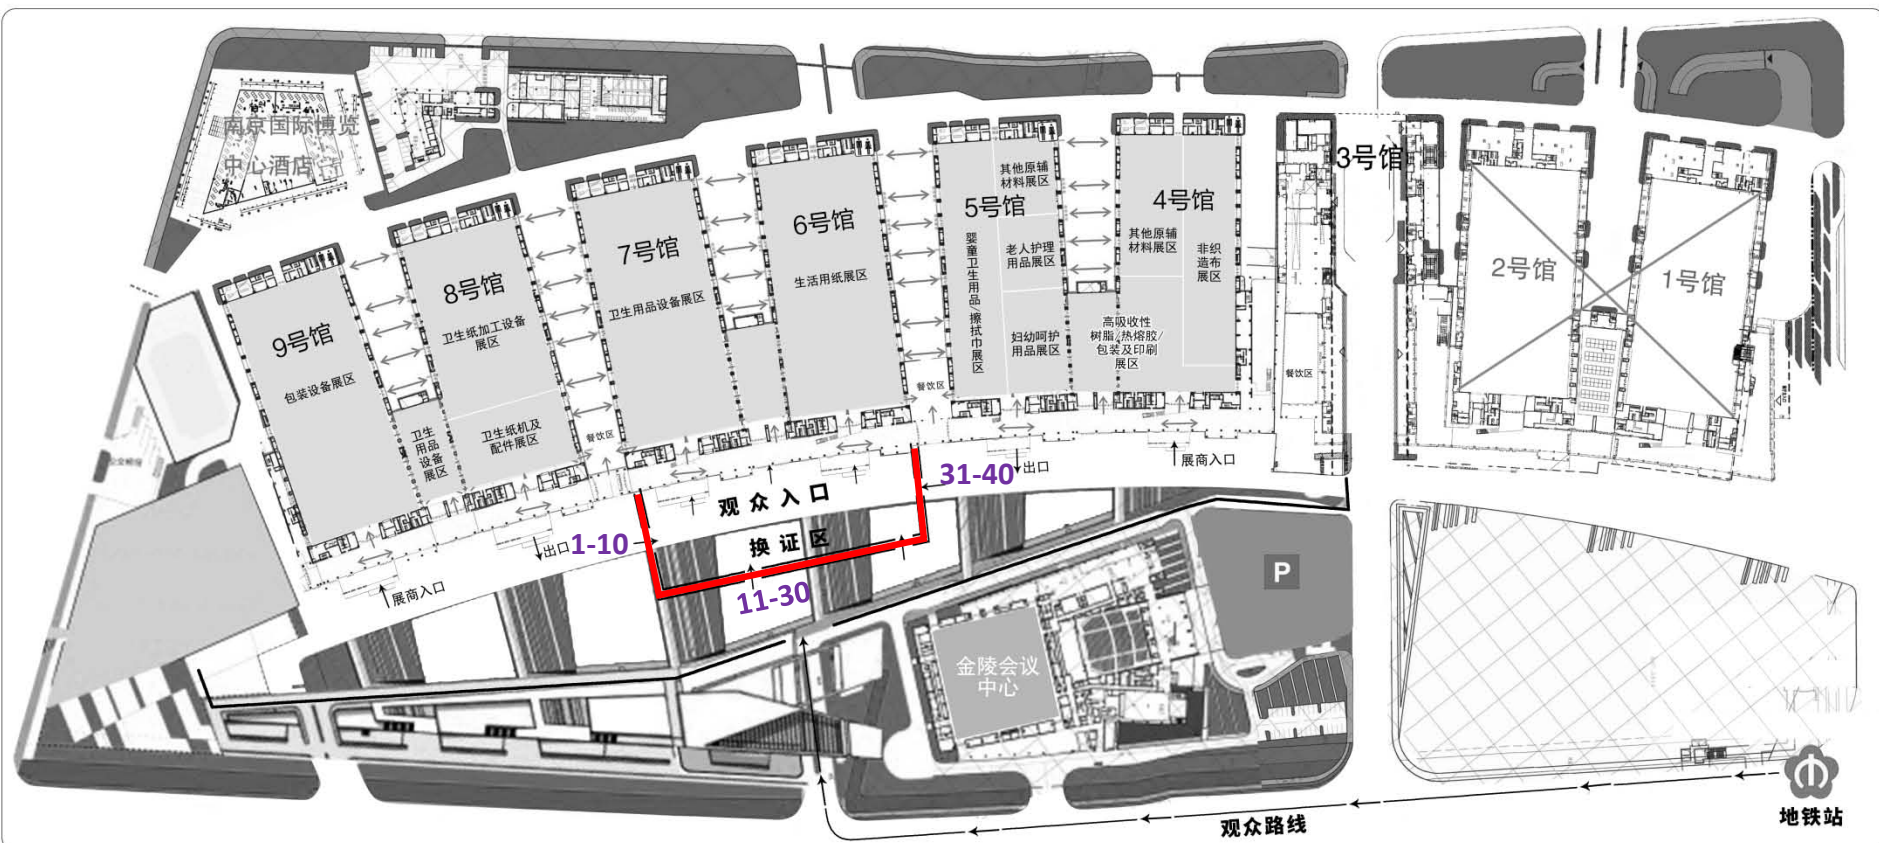 南京国际博览
中心酒店
9号馆
包装设备展区
8号馆
卫生纸加工设备
展区
卫生
用品
设备
展区
卫生纸机及
配件展区
餐饮区
7号馆
卫生用品设备展区
6号馆
生活用纸展区
餐饮区
5号馆
其他原辅
材料展区
婴童卫生用品/擦拭巾展区
老人护理
用品展区
妇幼呵护
用品展区
4号馆
其他原辅
材料展区
非织
造布
展区
高吸收性
树脂/热熔胶/
包装及印刷
展区
餐饮区
3号馆
2号馆
1号馆
展商入口
出口
1-10
观众入口
换证区
11-30
31-40
出口
展商入口
P
金陵会议
中心
观众路线
地铁站